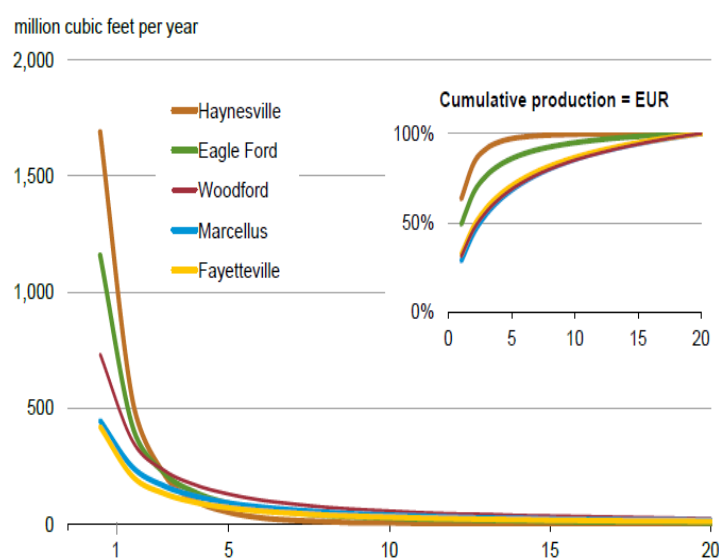 million cubic feet per year
2,000
1,500
1,000
500
0
1
5
10
15
20
Haynesville
Eagle Ford
Woodford
Marcellus
Fayetteville
Cumulative production = EUR
100%
50%
0%
0
5
10
15
20